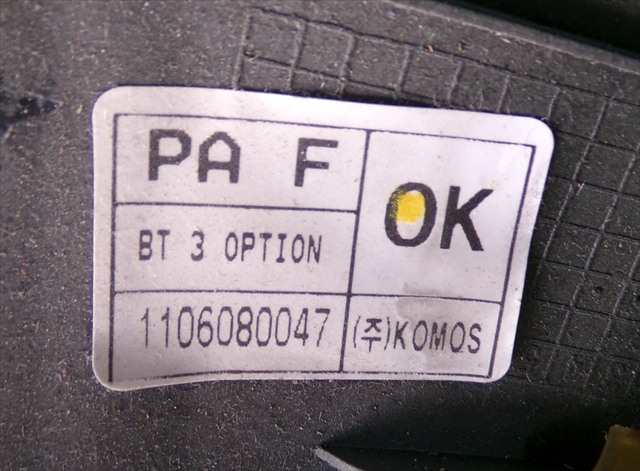 PA F
OK
BT 3 OPTION
1106080047
(주)KOMOS